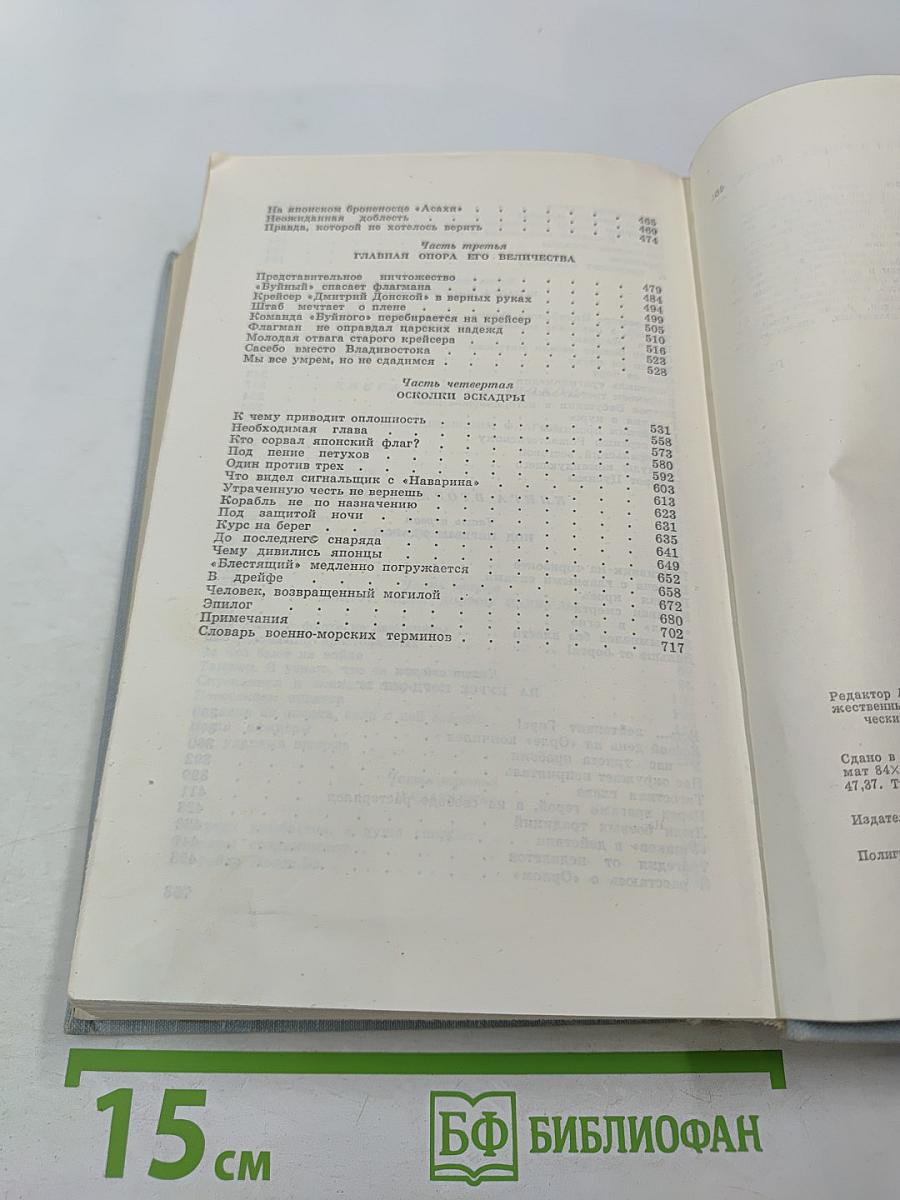 На японском броненосце «Асахи» . . . . . . . 465
Неожиданная доблесть . . . . . . . . 469
Правда, которой не хотелось верить . . . . . . 474
Часть третья
ГЛАВНАЯ ОПОРА ЕГО ВЕЛИЧЕСТВА
Представительное ничтожество . . . . . . . 479
«Буйный» спасает флагмана . . . . . . . . 484
Крейсер «Дмитрий Донской» в верных руках . . . . 494
Штаб мечтает о плене . . . . . . . . . 499
Команда «Буйного» перебирается на крейсер . . . . 505
Флагман не оправдал царских надежд . . . . . 510
Молодая отвага старого крейсера . . . . . . 516
Сасебо вместо Владивостока . . . . . . . 523
Мы все умрем, но не сдадимся . . . . . . . 528
Часть четвертая
ОСКОЛКИ ЭСКАДРЫ
К чему приводит оплошность . . . . . . . 531
Необходимая глава . . . . . . . . . 558
Кто сорвал японский флаг? . . . . . . . 573
Под пение петухов . . . . . . . . . 580
Один против трех . . . . . . . . . . 592
Что видел сигнальщик с «Наварина» . . . . . . 603
Утраченную честь не вернешь . . . . . . . 613
Корабль не по назначению . . . . . . . . 623
Под защитой ночи . . . . . . . . . 631
Курс на берег . . . . . . . . . . 635
До последнего снаряда . . . . . . . . 641
Чему дивились японцы . . . . . . . . 649
«Блестящий» медленно погружается . . . . . . 652
В дрейфе . . . . . . . . . . . 658
Человек, возвращенный могилой . . . . . . . 672
Эпилог . . . . . . . . . . . 680
Примечания . . . . . . . . . . 702
Словарь военно-морских терминов . . . . . . 717
Редактор
жественны
чески
Сдано в
мат 84×
47,37. Т
Издател
Полигр
15 см
БФ БИБЛИОФАН